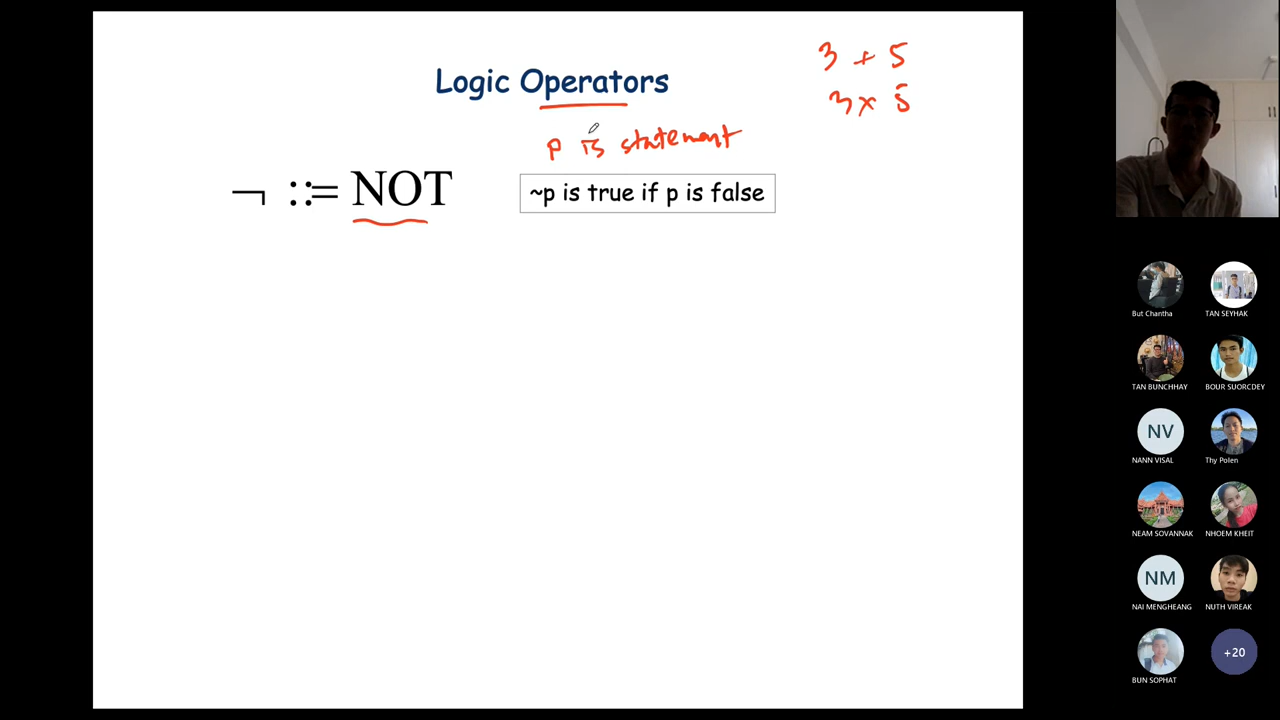 3 + 5
Logic Operators
3 x 5
p is statement
¬ ::= NOT
~p is true if p is false
But Chantha
TAN SEYHAK
TAN BUNCHHAY
BOUR SUORCDEY
NV
NANN VISAL
Thy Polen
NEAM SOVANNAK
NHOEM KHEIT
NM
NAI MENGHEANG
NUTH VIREAK
BUN SOPHAT
+20